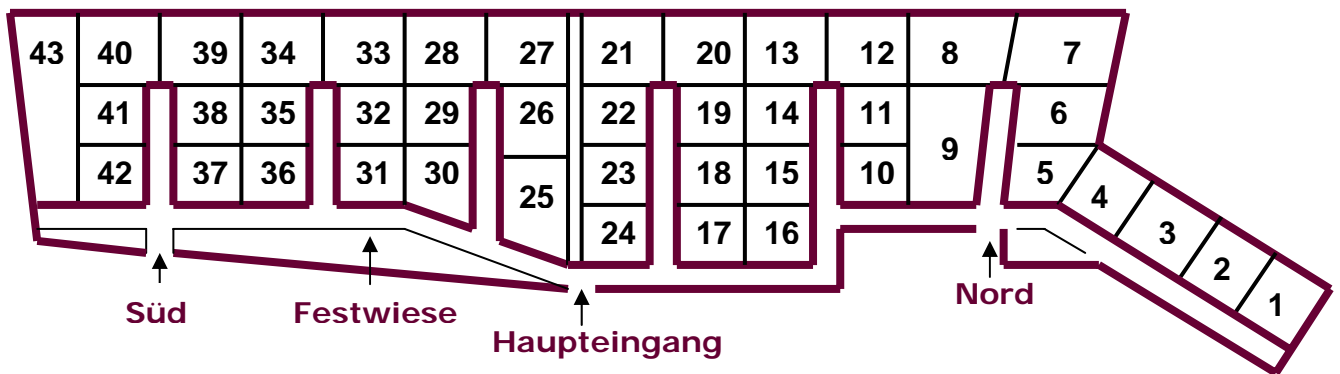 43 40 39 34 33 28 27 21 20 13 12 8 7
41 38 35 32 29 26 22 19 14 11 6
42 37 36 31 30 25 23 18 15 10 9 5 4
24 17 16 3
2
1
Süd Festwiese Haupteingang Nord